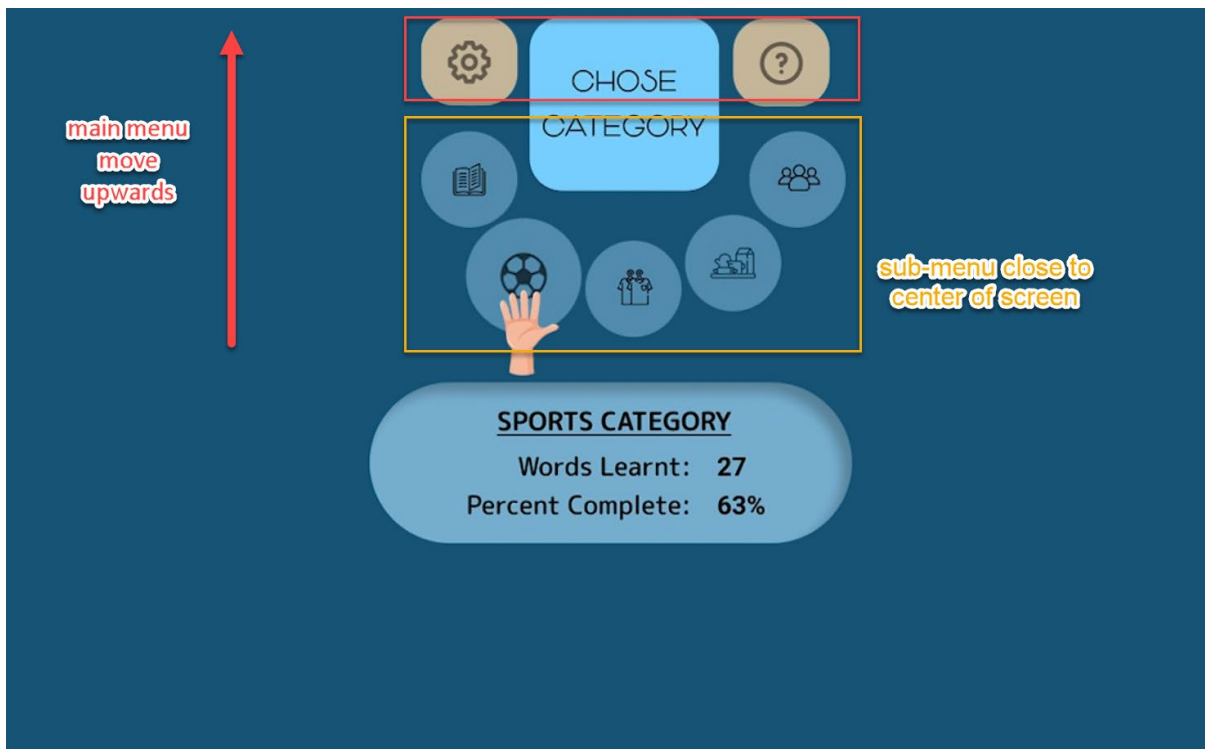 CHOSE
CATEGORY
main menu
move
upwards
sub-menu close to
center of screen
SPORTS CATEGORY
Words Learnt: 27
Percent Complete: 63%